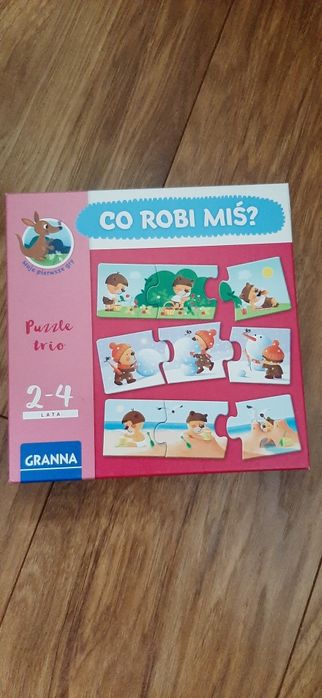 CO ROBI MIŚ?
Moje pierwsze gry
Puzzle
trio
2-4
LATA
GRANNA